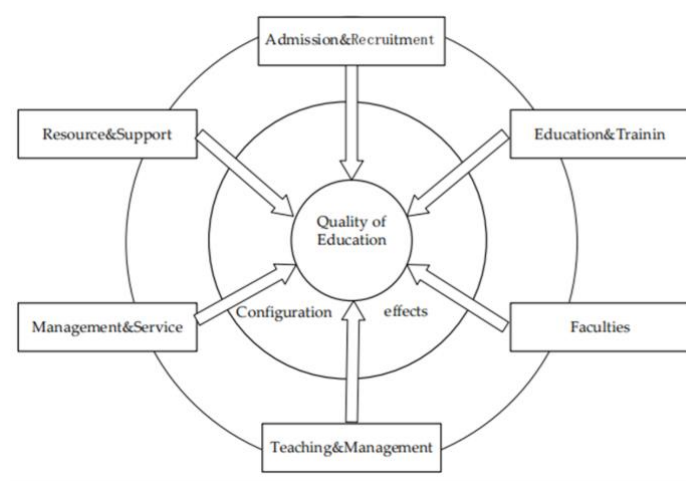 Admission&Recruitment
Resource&Support
Education&Trainin
Quality of
Education
Configuration effects
Management&Service
Faculties
Teaching&Management